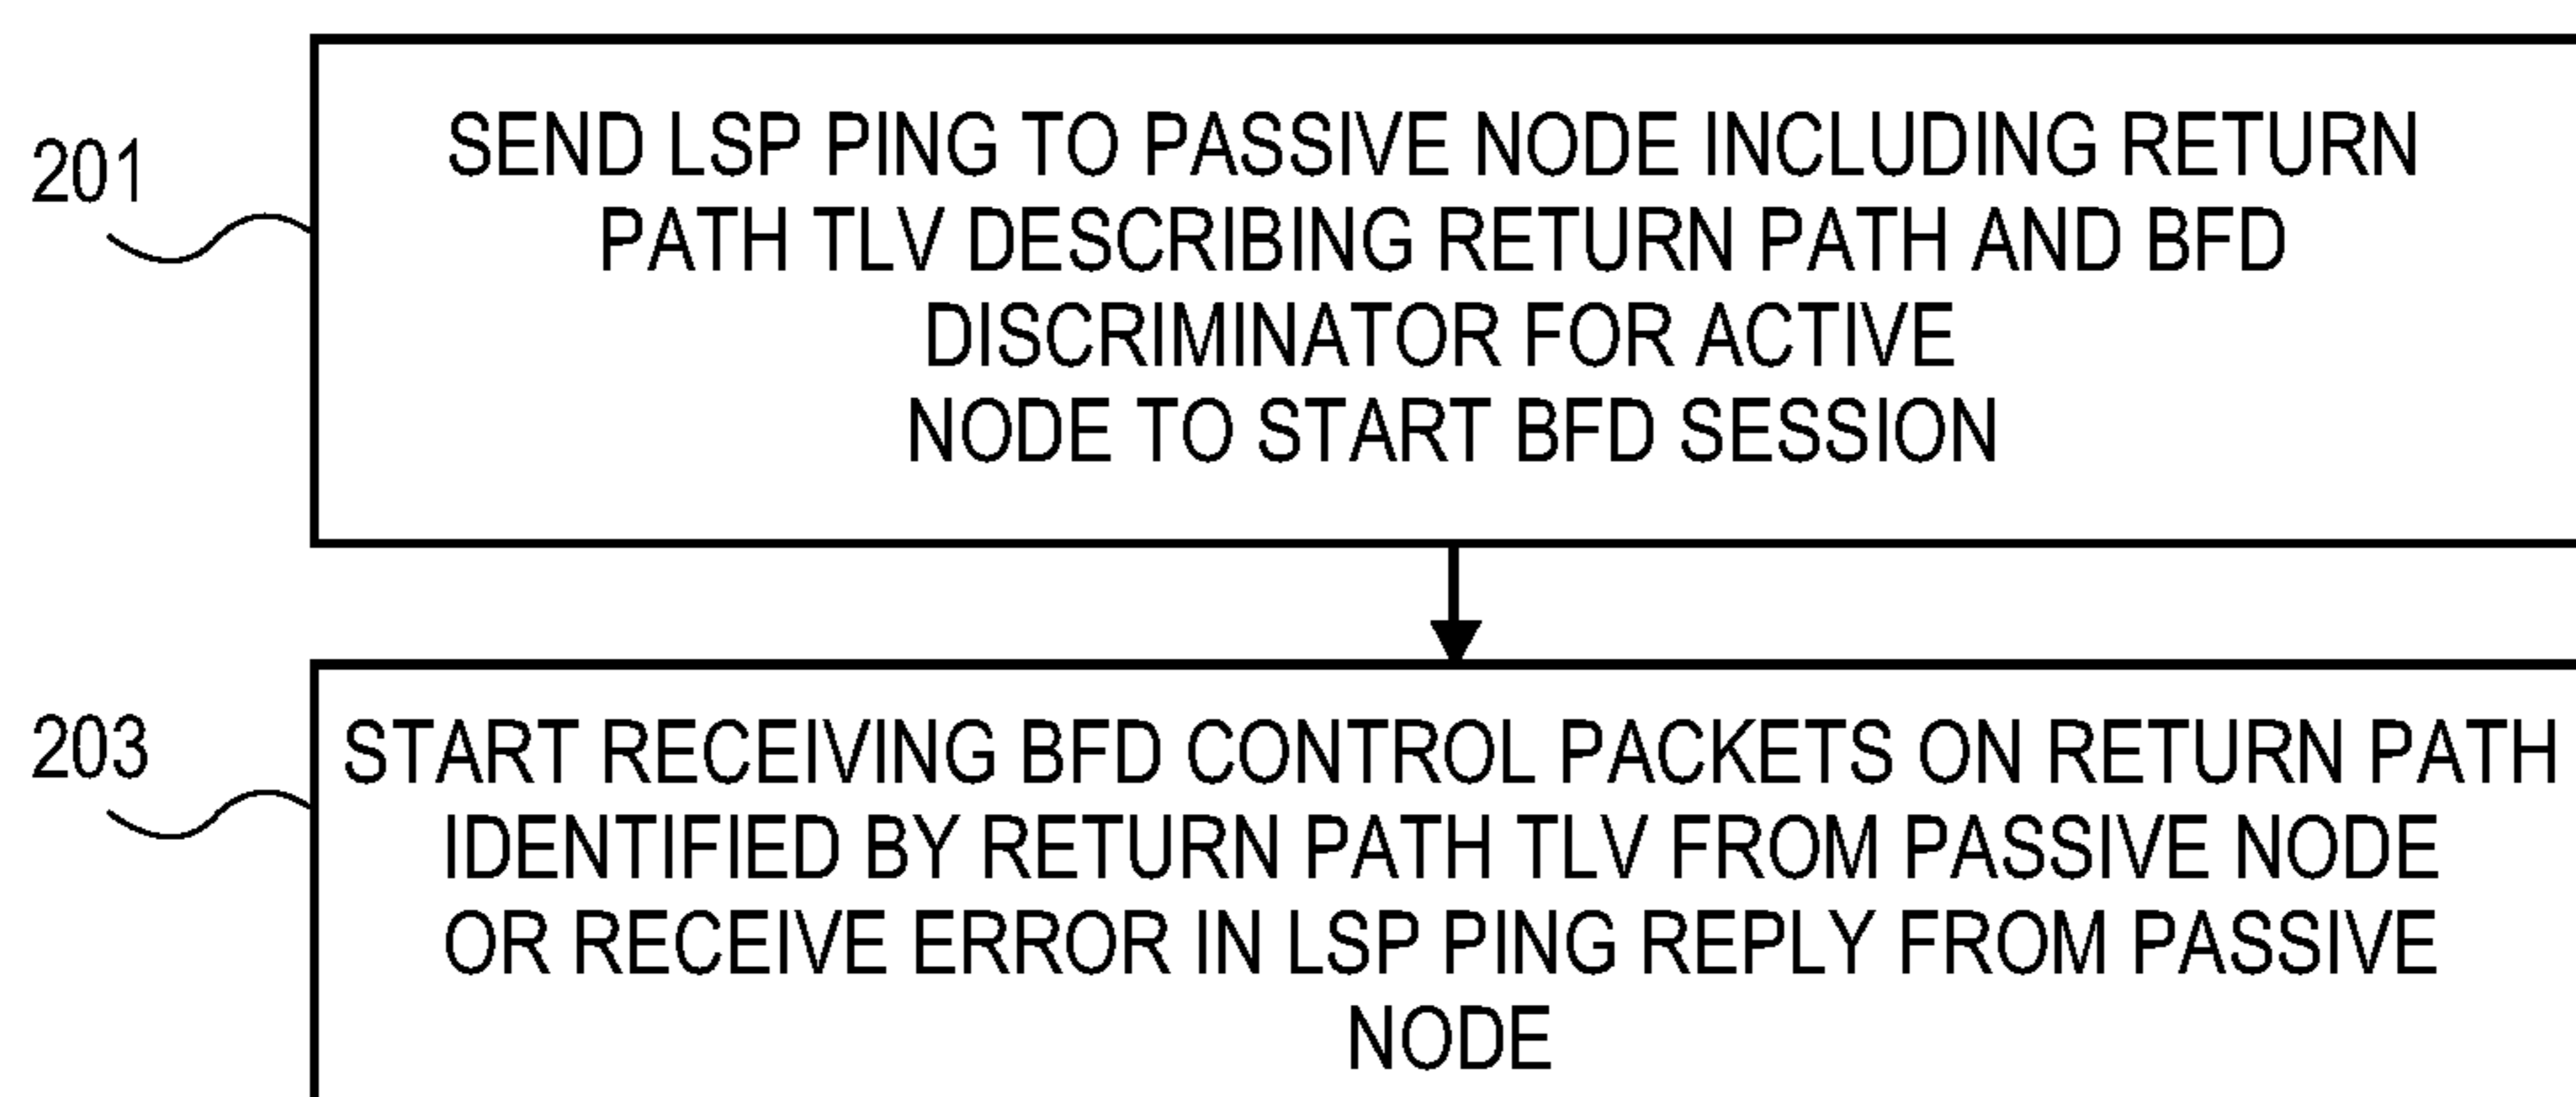 201
SEND LSP PING TO PASSIVE NODE INCLUDING RETURN
PATH TLV DESCRIBING RETURN PATH AND BFD
DISCRIMINATOR FOR ACTIVE
NODE TO START BFD SESSION
203
START RECEIVING BFD CONTROL PACKETS ON RETURN PATH
IDENTIFIED BY RETURN PATH TLV FROM PASSIVE NODE
OR RECEIVE ERROR IN LSP PING REPLY FROM PASSIVE
NODE